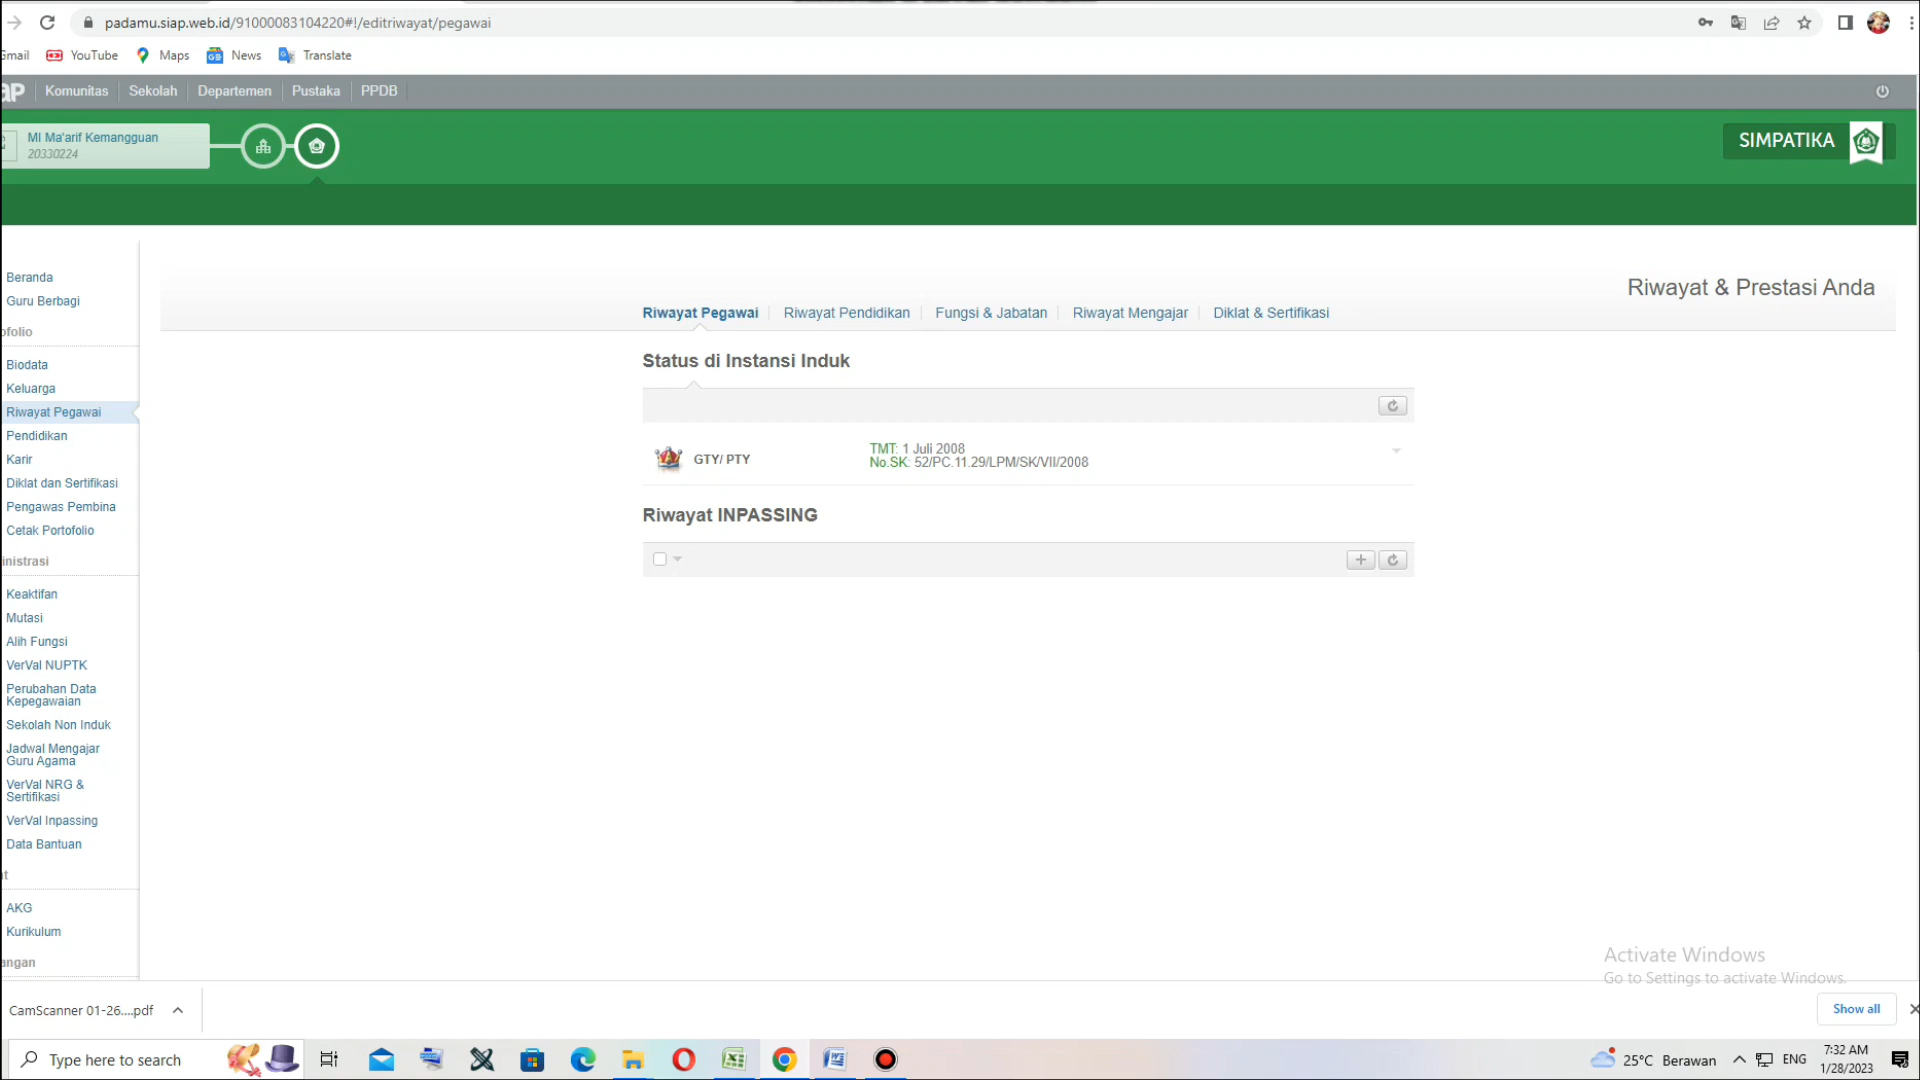 padamu.siap.web.id/91000083104220#!/editriwayat/pegawai
YouTube Maps News Translate
Komunitas Sekolah Departemen Pustaka PPDB
MI Ma'arif Kemangguan
20330224
SIMPATIKA
Riwayat & Prestasi Anda
Riwayat Pegawai Riwayat Pendidikan Fungsi & Jabatan Riwayat Mengajar Diklat & Sertifikasi
Beranda
Guru Berbagi
ofolio
Biodata
Keluarga
Riwayat Pegawai
Pendidikan
Karir
Diklat dan Sertifikasi
Pengawas Pembina
Cetak Portofolio
inistrasi
Keaktifan
Mutasi
Alih Fungsi
VerVal NUPTK
Perubahan Data
Kepegawaian
Sekolah Non Induk
Jadwal Mengajar
Guru Agama
VerVal NRG &
Sertifikasi
VerVal Inpassing
Data Bantuan
AKG
Kurikulum
angan
Status di Instansi Induk
GTY/ PTY
TMT: 1 Juli 2008
No.SK: 52/PC.11.29/LPM/SK/VII/2008
Riwayat INPASSING
Activate Windows
Go to Settings to activate Windows.
CamScanner 01-26....pdf
Show all
Type here to search
25°C Berawan
ENG
7:32 AM
1/28/2023